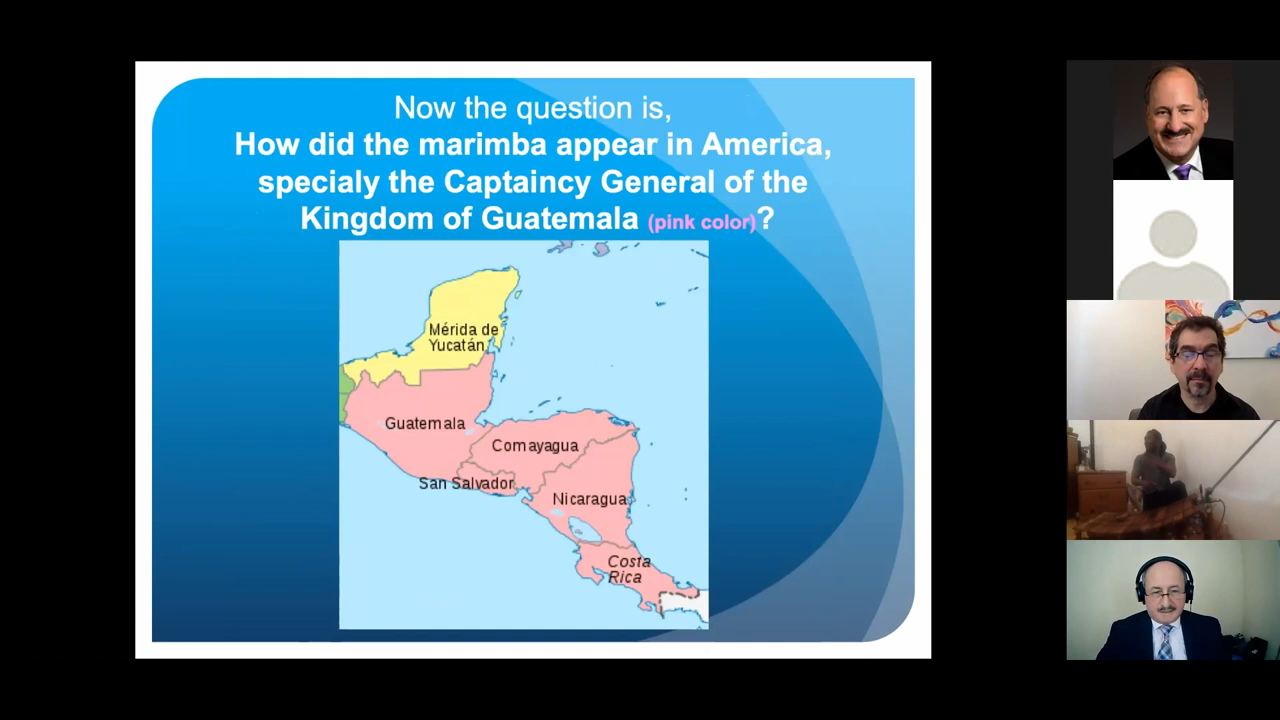 Now the question is,
How did the marimba appear in America,
specialy the Captaincy General of the
Kingdom of Guatemala (pink color)?
Mérida de
Yucatán
Guatemala
Comayagua
San Salvador
Nicaragua
Costa
Rica